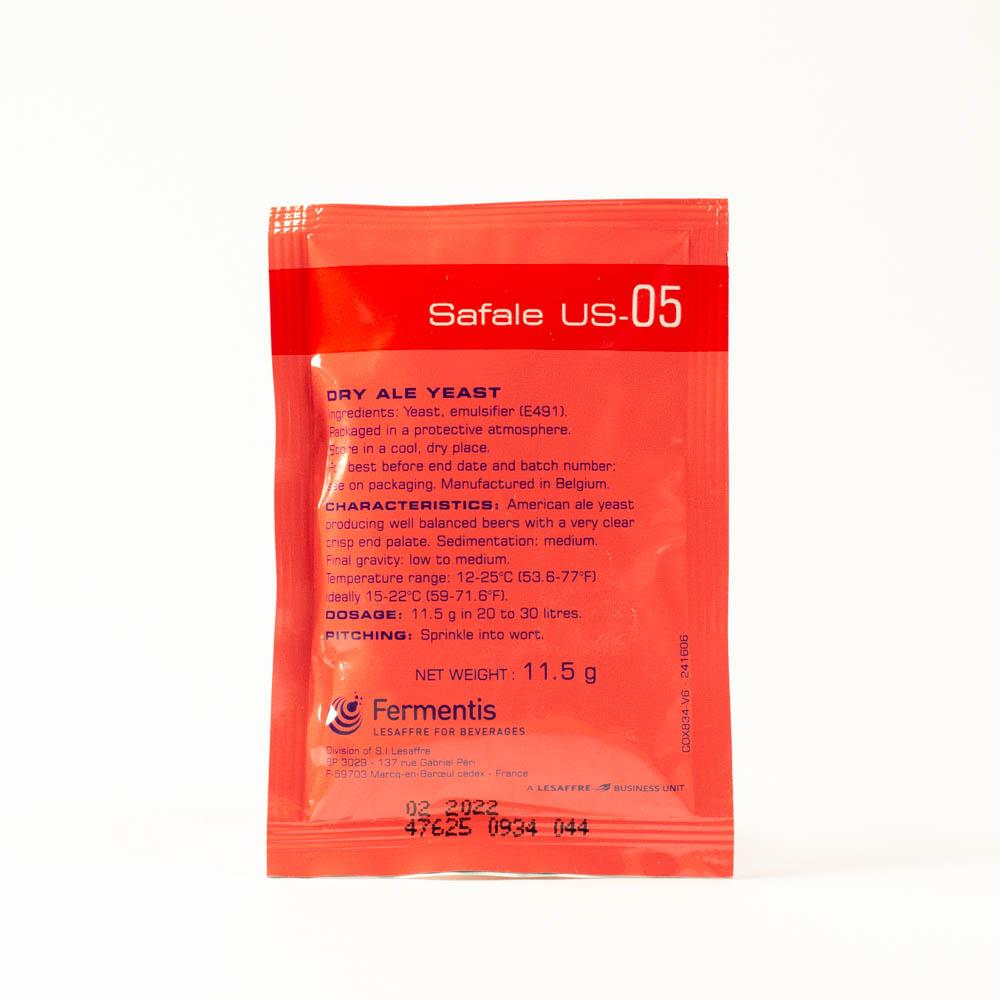 Safale US-05
DRY ALE YEAST
Ingredients: Yeast, emulsifier (E491).
Packaged in a protective atmosphere.
Store in a cool, dry place.
For best before end date and batch number:
see on packaging. Manufactured in Belgium.
CHARACTERISTICS: American ale yeast
producing well balanced beers with a very clear
crisp end palate. Sedimentation: medium.
Final gravity: low to medium.
Temperature range: 12-25°C (53.6-77°F)
ideally 15-22°C (59-71.6°F).
DOSAGE: 11.5 g in 20 to 30 litres.
PITCHING: Sprinkle into wort.
NET WEIGHT : 11.5 g
Fermentis
LESAFFRE FOR BEVERAGES
Division of S.I.Lesaffre
BP 3029 - 137 rue Gabriel Péri
F-59703 Marcq-en-Barœul cedex - France
A LESAFFRE BUSINESS UNIT
COX834-V6 - 241606
02 2022
47625 0934 044